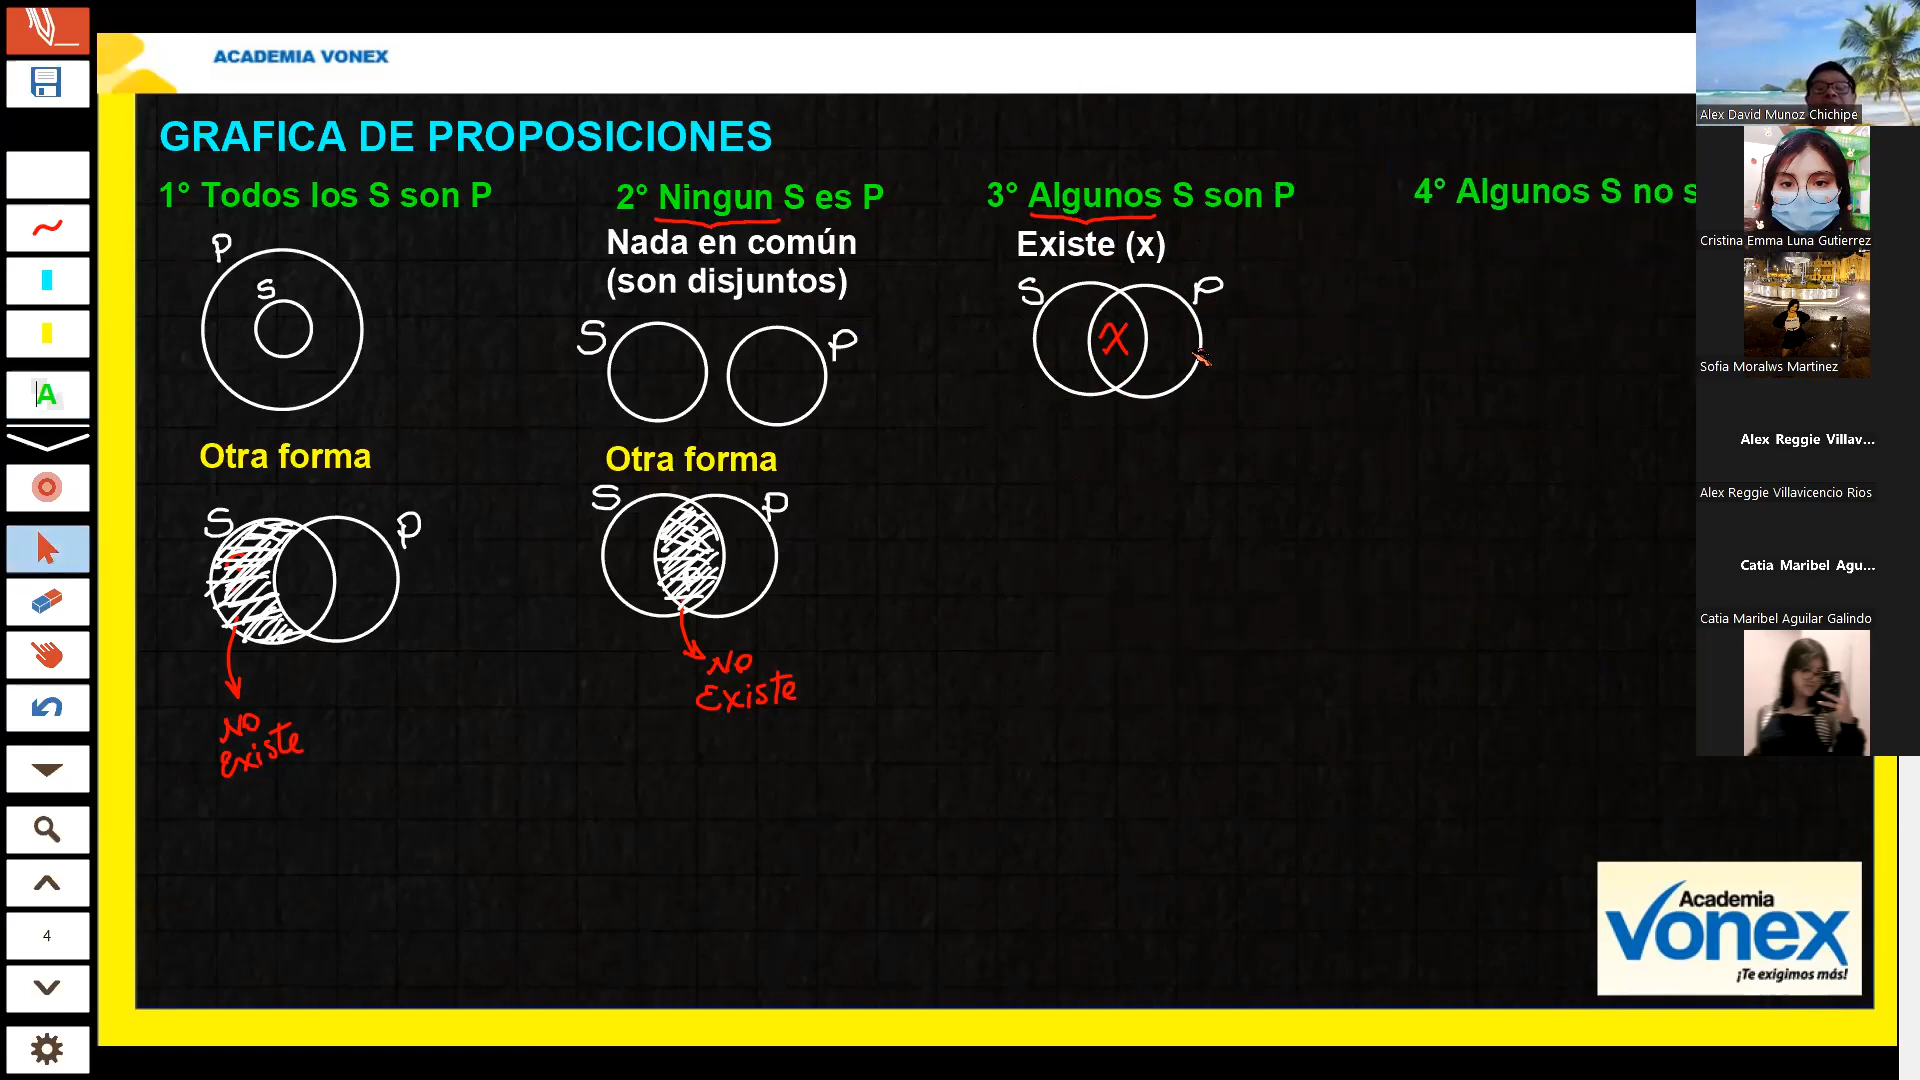 ACADEMIA VONEX
GRAFICA DE PROPOSICIONES
1° Todos los S son P
P
S
Otra forma
S
P
NO
Existe
2° Ningun S es P
Nada en común
(son disjuntos)
S
P
Otra forma
S
P
NO
Existe
3° Algunos S son P
Existe (x)
S
P
X
4° Algunos S no s
Alex David Munoz Chichipe
Cristina Emma Luna Gutierrez
Sofia Moralws Martinez
Alex Reggie Villav...
Alex Reggie Villavicencio Rios
Catia Maribel Agu...
Catia Maribel Aguilar Galindo
A
4
Academia
vonex
¡Te exigimos más!